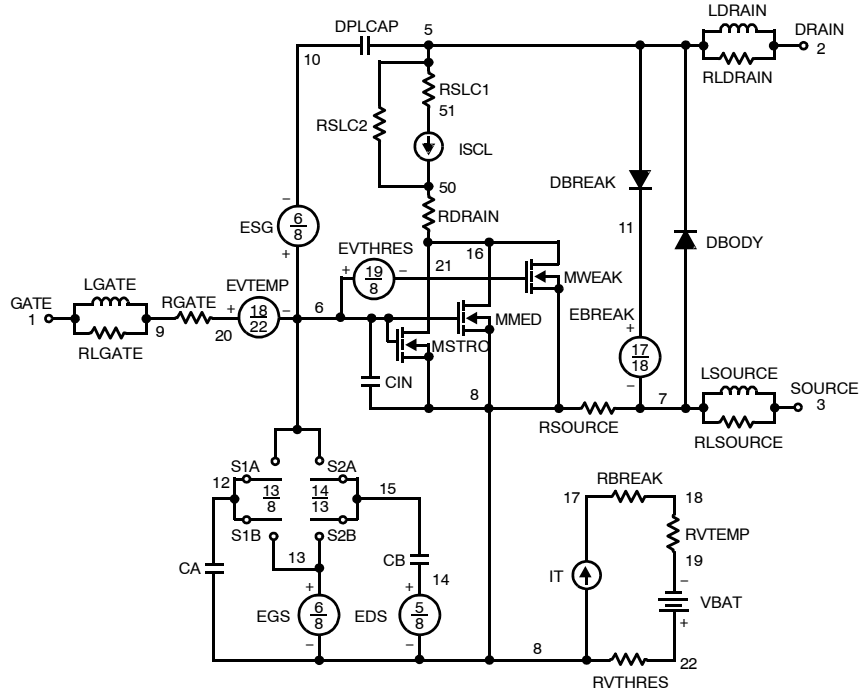 LDRAIN
DPLCAP
5
DRAIN
2
10
RLDRAIN
RSLC1
51
RSLC2
ISCL
50
DBREAK
RDRAIN
11
DBODY
ESG
6
8
−
+
EVTHRES
+
19
8
−
21
16
MWEAK
LGATE
GATE
1
RLGATE
9
RGATE
20
EVTEMP
+
18
22
−
6
MMED
MSTRO
EBREAK
+
17
18
−
CIN
8
RSOURCE
7
LSOURCE
SOURCE
3
RLSOURCE
S1A
S2A
12
13
8
14
13
15
S1B
S2B
13
CA
CB
14
EGS
+
6
8
−
EDS
+
5
8
−
RBREAK
17
18
RVTEMP
19
IT
−
VBAT
+
8
22
RVTHRES